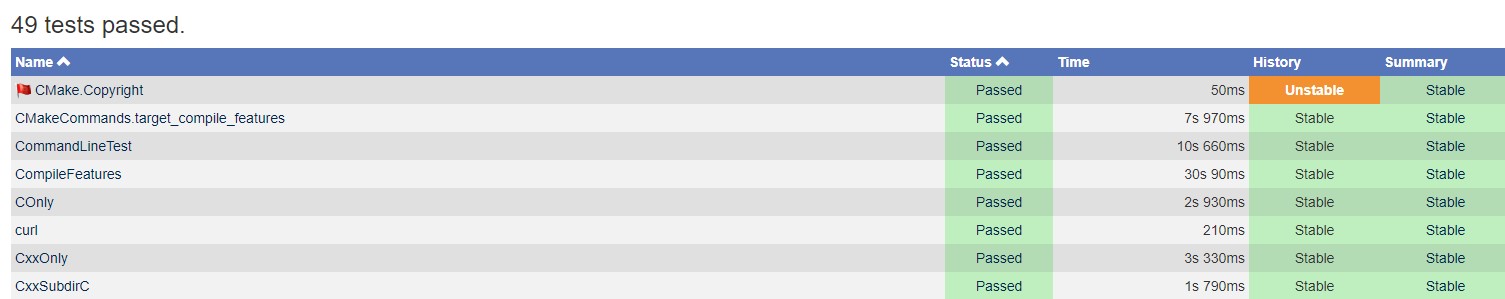 49 tests passed.
Name Status Time History Summary
CMake.Copyright Passed 50ms Unstable Stable
CMakeCommands.target_compile_features Passed 7s 970ms Stable Stable
CommandLineTest Passed 10s 660ms Stable Stable
CompileFeatures Passed 30s 90ms Stable Stable
COnly Passed 2s 930ms Stable Stable
curl Passed 210ms Stable Stable
CxxOnly Passed 3s 330ms Stable Stable
CxxSubdirC Passed 1s 790ms Stable Stable